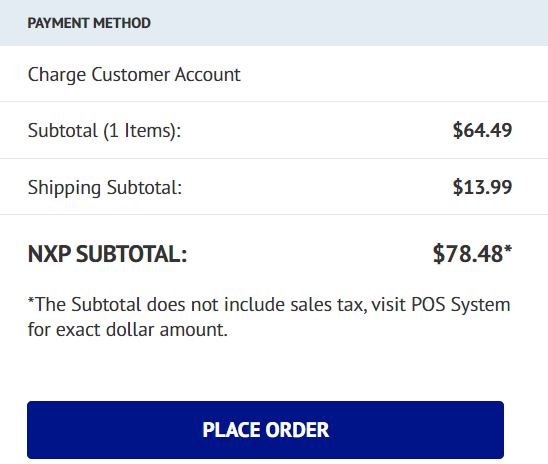 PAYMENT METHOD
Charge Customer Account
Subtotal (1 Items): $64.49
Shipping Subtotal: $13.99
NXP SUBTOTAL: $78.48*
*The Subtotal does not include sales tax, visit POS System
for exact dollar amount.
PLACE ORDER